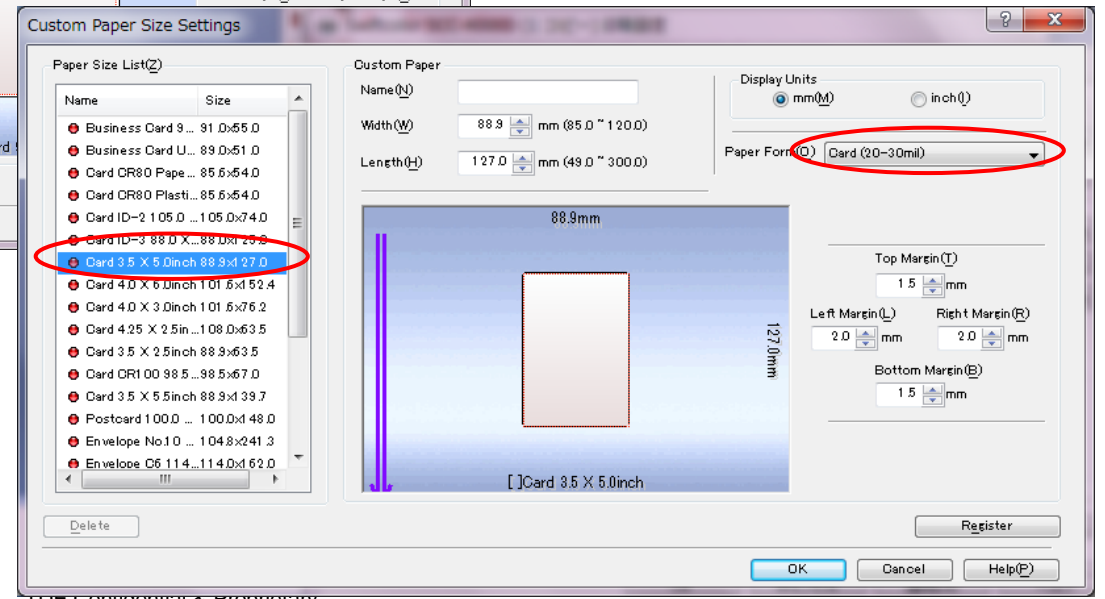 Custom Paper Size Settings
Paper Size List(Z)
Name Size
Business Card 9... 91.0x55.0
Business Card U... 89.0x51.0
Card CR80 Pape... 85.6x54.0
Card CR80 Plasti... 85.6x54.0
Card ID-2 105.0 ... 105.0x74.0
Card ID-3 88.0 X... 88.0x125.0
Card 3.5 X 5.0inch 88.9x127.0
Card 4.0 X 6.0inch 101.6x152.4
Card 4.0 X 3.0inch 101.6x76.2
Card 4.25 X 2.5in... 108.0x63.5
Card 3.5 X 2.5inch 88.9x63.5
Card CR100 98.5... 98.5x67.0
Card 3.5 X 5.5inch 88.9x139.7
Postcard 100.0 ... 100.0x148.0
Envelope No.10 ... 104.8x241.3
Envelope C6 114... 114.0x162.0
Delete
Custom Paper
Name(N)
Width(W) 88.9 mm (85.0 ~ 120.0)
Length(H) 127.0 mm (49.0 ~ 300.0)
Display Units
mm(M) inch(I)
Paper Form(O) Card (20-30mil)
88.9mm
127.0mm
[ ]Card 3.5 X 5.0inch
Top Margin(T)
1.5 mm
Left Margin(L) Right Margin(R)
2.0 mm 2.0 mm
Bottom Margin(B)
1.5 mm
Register
OK Cancel Help(P)